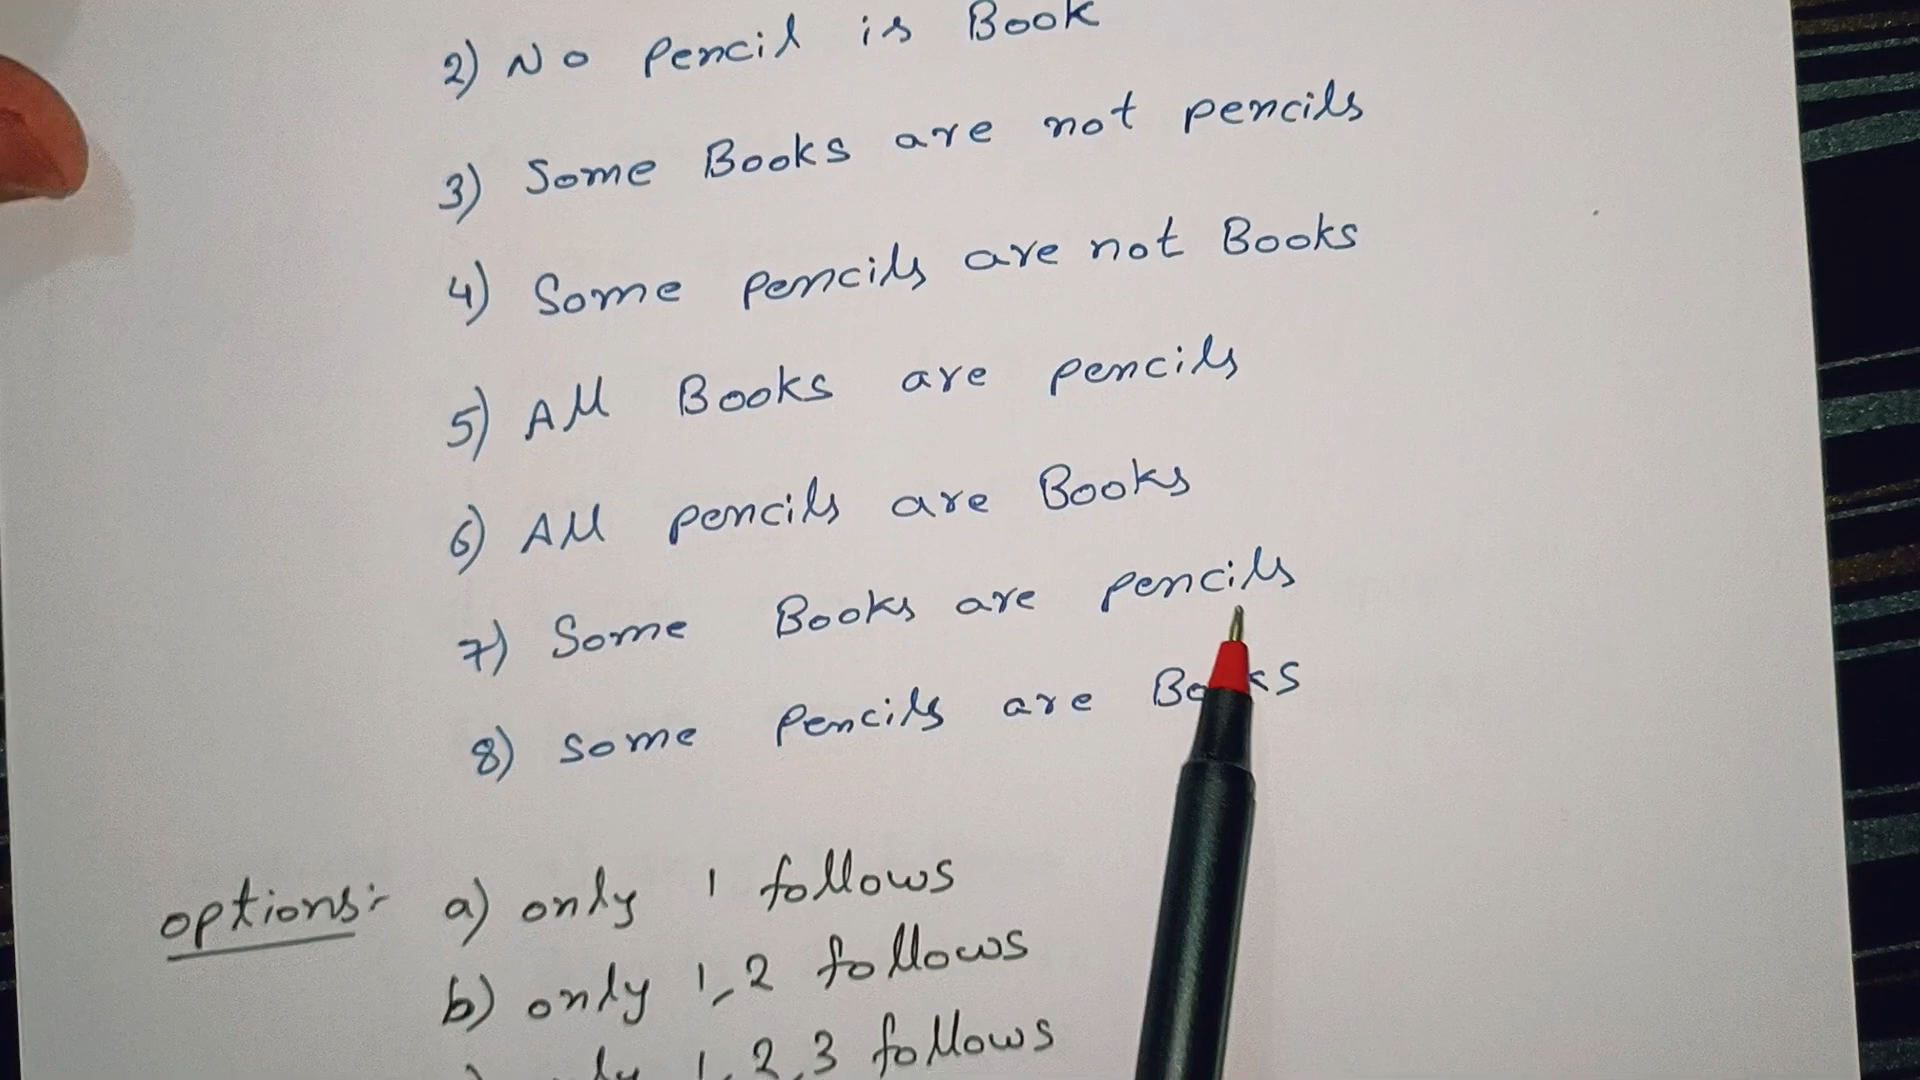 2) No Pencil is Book
3) Some Books are not pencils
4) Some pencils are not Books
5) All Books are pencils
6) All pencils are Books
7) Some Books are pencils
8) some Pencils are
options:- a) only 1 follows
b) only 1, 2 follows
1, 2, 3 follows